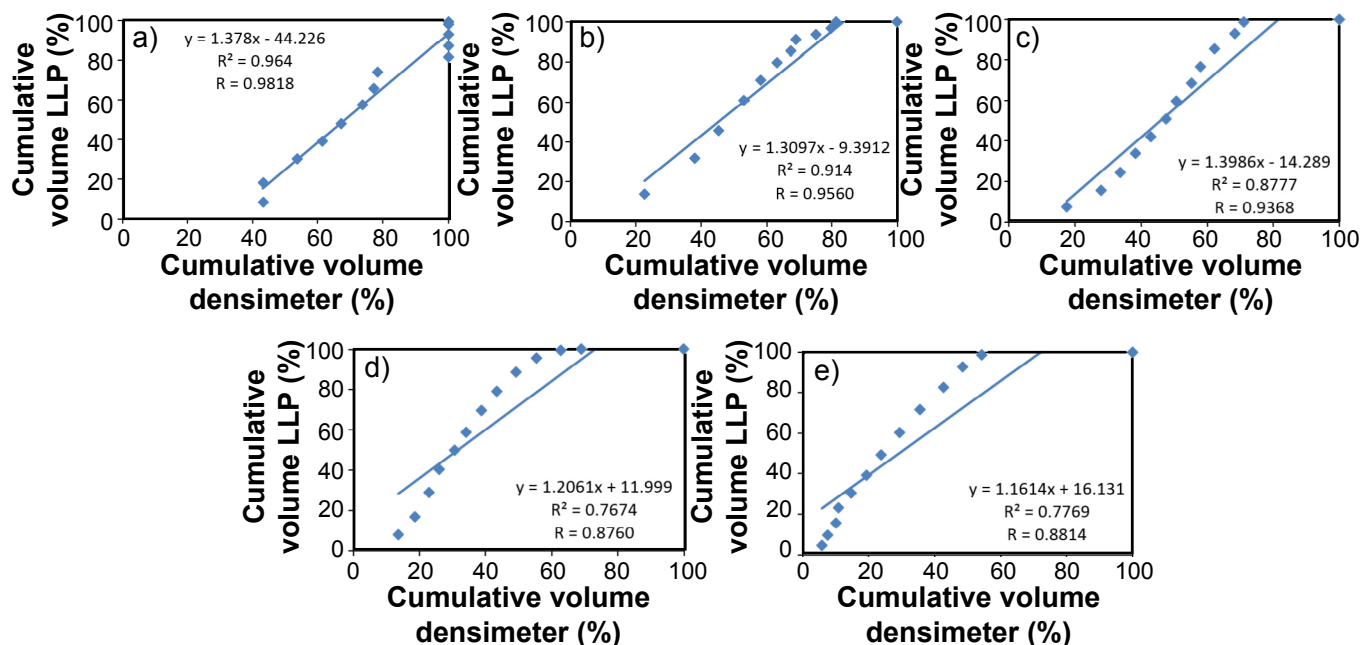 Cumulative
volume LLP (%)
100
80
60
40
20
0
a)
y = 1.378x - 44.226
R² = 0.964
R = 0.9818
0 20 40 60 80 100
Cumulative volume
densimeter (%)
Cumulative
volume LLP (%)
100
80
60
40
20
0
b)
y = 1.3097x - 9.3912
R² = 0.914
R = 0.9560
0 20 40 60 80 100
Cumulative volume
densimeter (%)
Cumulative
volume LLP (%)
100
80
60
40
20
0
c)
y = 1.3986x - 14.289
R² = 0.8777
R = 0.9368
0 20 40 60 80 100
Cumulative volume
densimeter (%)
Cumulative
volume LLP (%)
100
80
60
40
20
0
d)
y = 1.2061x + 11.999
R² = 0.7674
R = 0.8760
0 20 40 60 80 100
Cumulative volume
densimeter (%)
Cumulative
volume LLP (%)
100
80
60
40
20
0
e)
y = 1.1614x + 16.131
R² = 0.7769
R = 0.8814
0 20 40 60 80 100
Cumulative volume
densimeter (%)